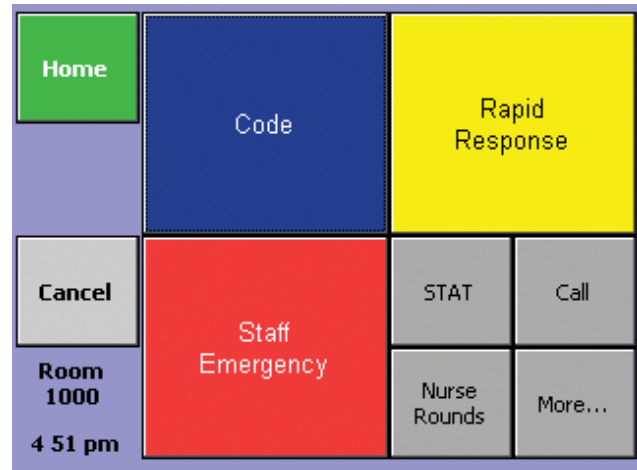 Home
Code
Rapid
Response
Cancel
Staff
Emergency
STAT
Call
Nurse
Rounds
More...
Room
1000
4 51 pm